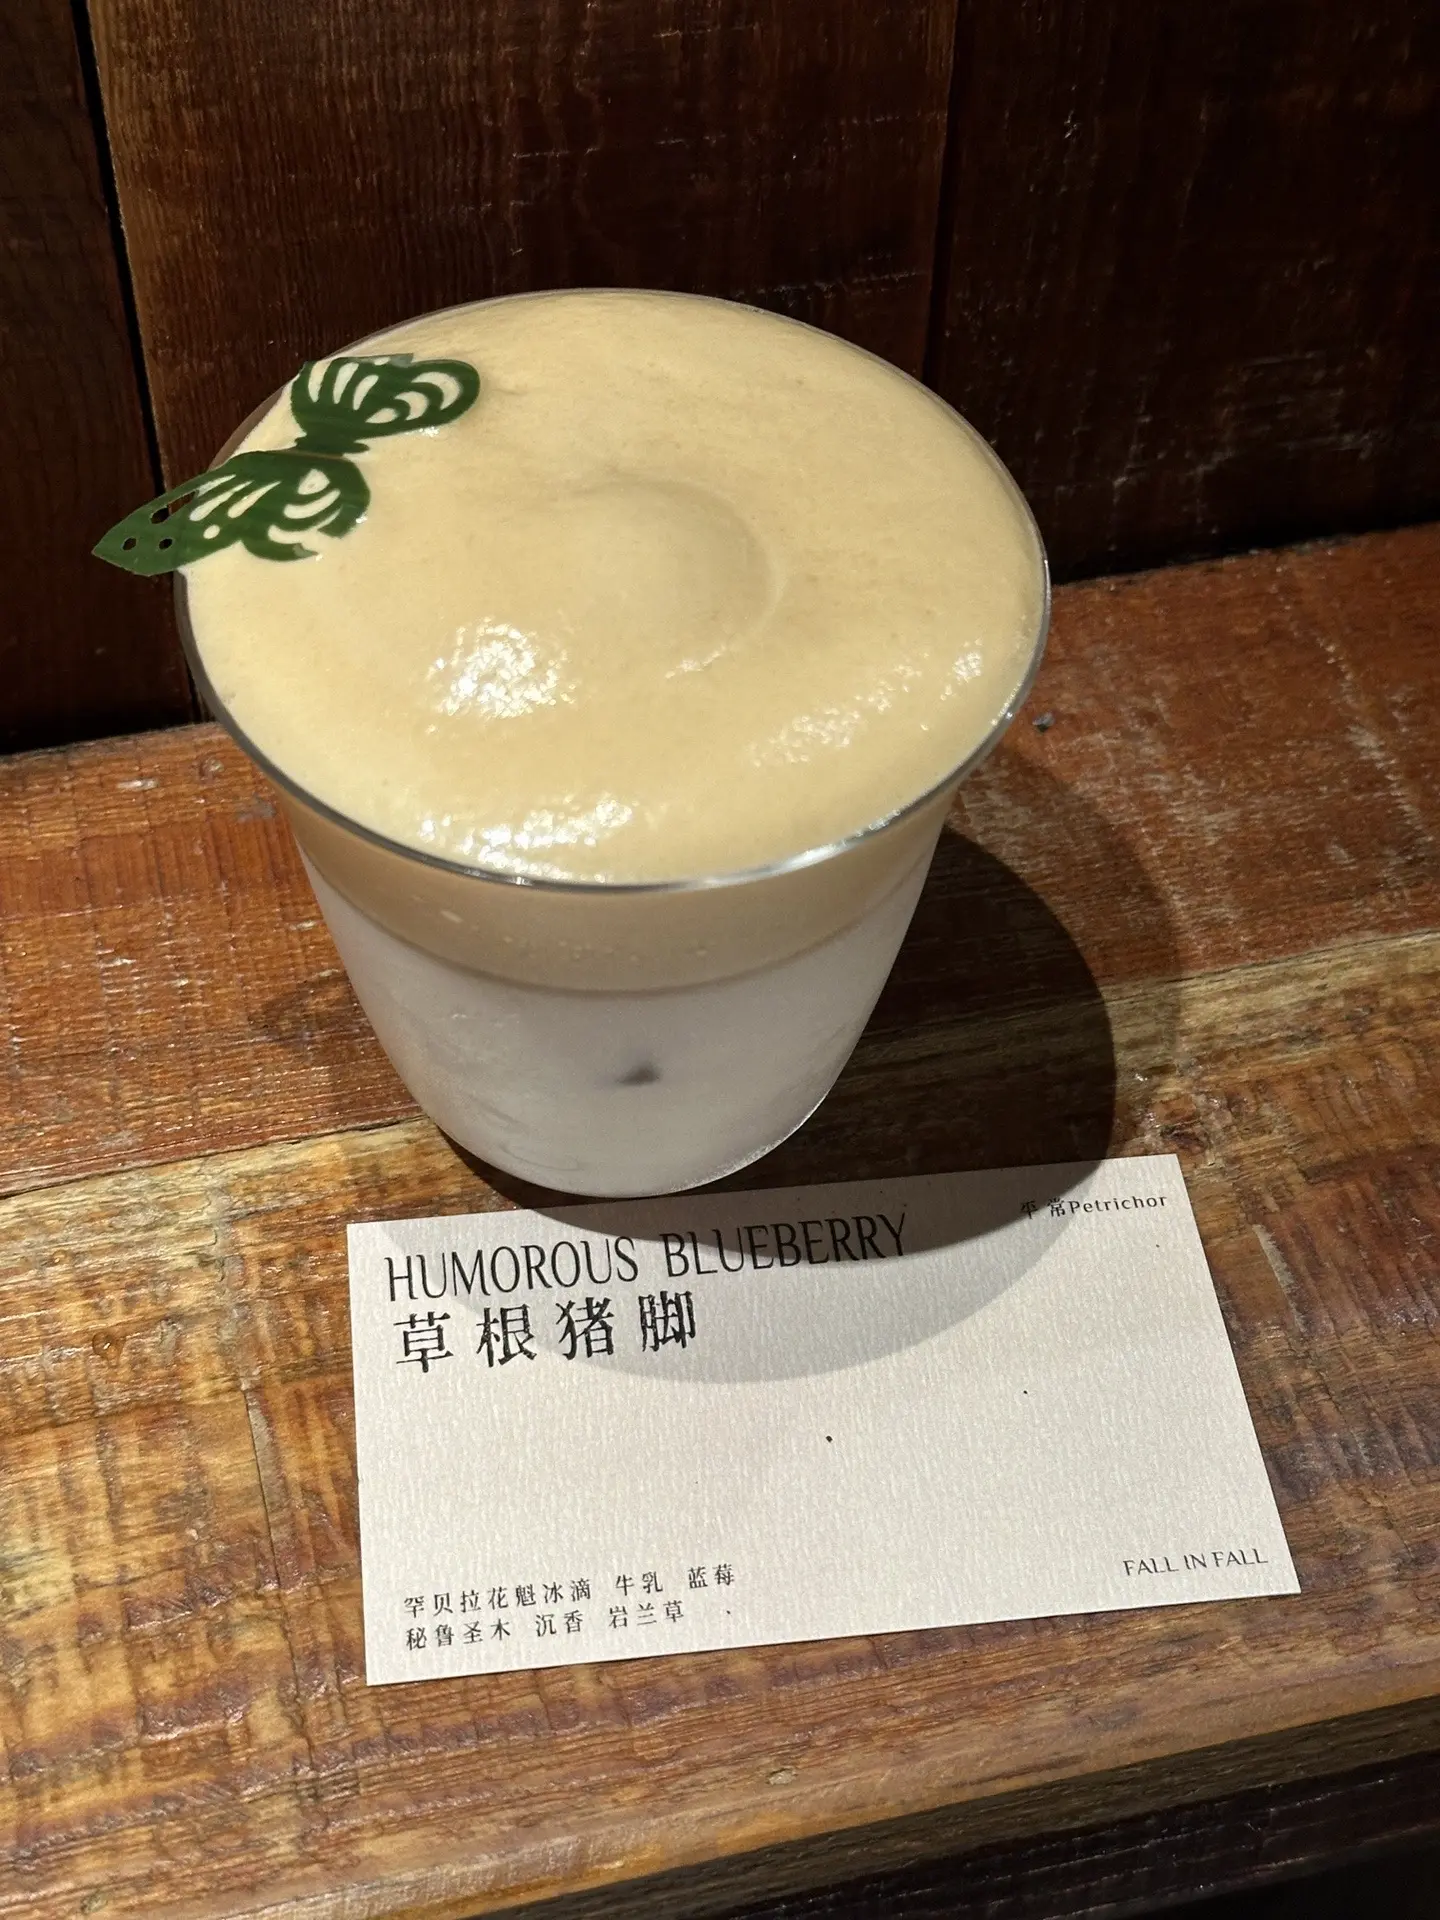 平常Petrichor
HUMOROUS BLUEBERRY
草根猪脚
罕贝拉花魁冰滴 牛乳 蓝莓
秘鲁圣木 沉香 岩兰草
FALL IN FALL